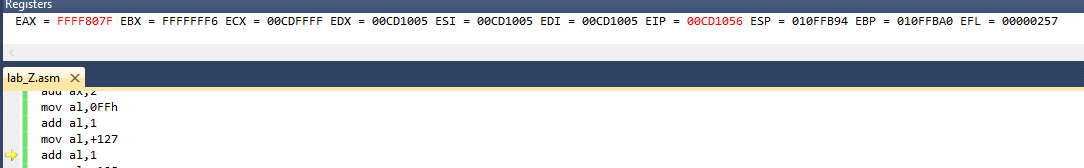 Registers
EAX = FFFF807F EBX = FFFFFFF6 ECX = 00CDFFFF EDX = 00CD1005 ESI = 00CD1005 EDI = 00CD1005 EIP = 00CD1056 ESP = 010FFB94 EBP = 010FFBA0 EFL = 00000257
lab_Z.asm
add ax,2
mov al,0FFh
add al,1
mov al,+127
add al,1